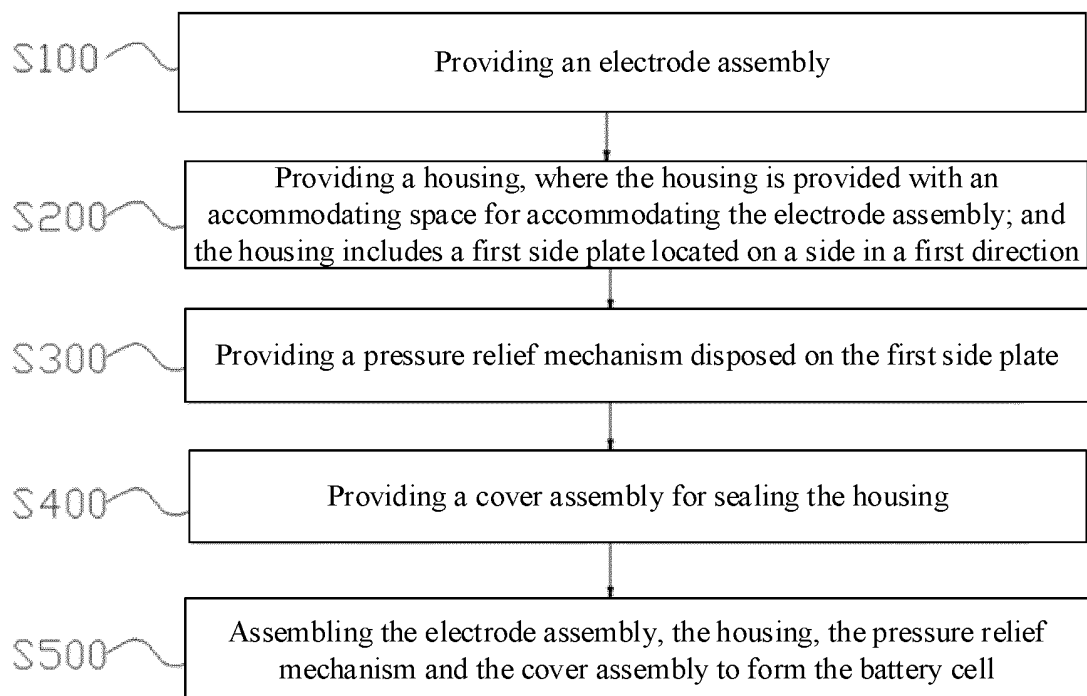 S100
Providing an electrode assembly
Providing a housing, where the housing is provided with an
S200
accommodating space for accommodating the electrode assembly; and
the housing includes a first side plate located on a side in a first direction
S300
Providing a pressure relief mechanism disposed on the first side plate
S400
Providing a cover assembly for sealing the housing
S500
Assembling the electrode assembly, the housing, the pressure relief
mechanism and the cover assembly to form the battery cell